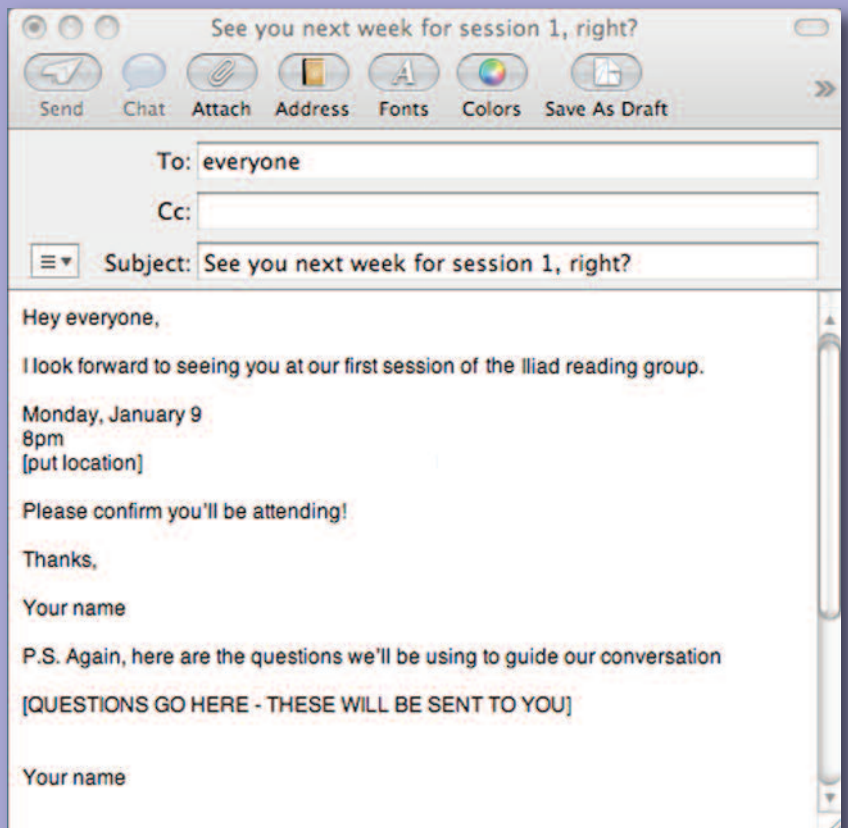 See you next week for session 1, right?
Send Chat Attach Address Fonts Colors Save As Draft
To: everyone
Cc:
Subject: See you next week for session 1, right?
Hey everyone,
I look forward to seeing you at our first session of the Iliad reading group.
Monday, January 9
8pm
[put location]
Please confirm you'll be attending!
Thanks,
Your name
P.S. Again, here are the questions we'll be using to guide our conversation
[QUESTIONS GO HERE - THESE WILL BE SENT TO YOU]
Your name